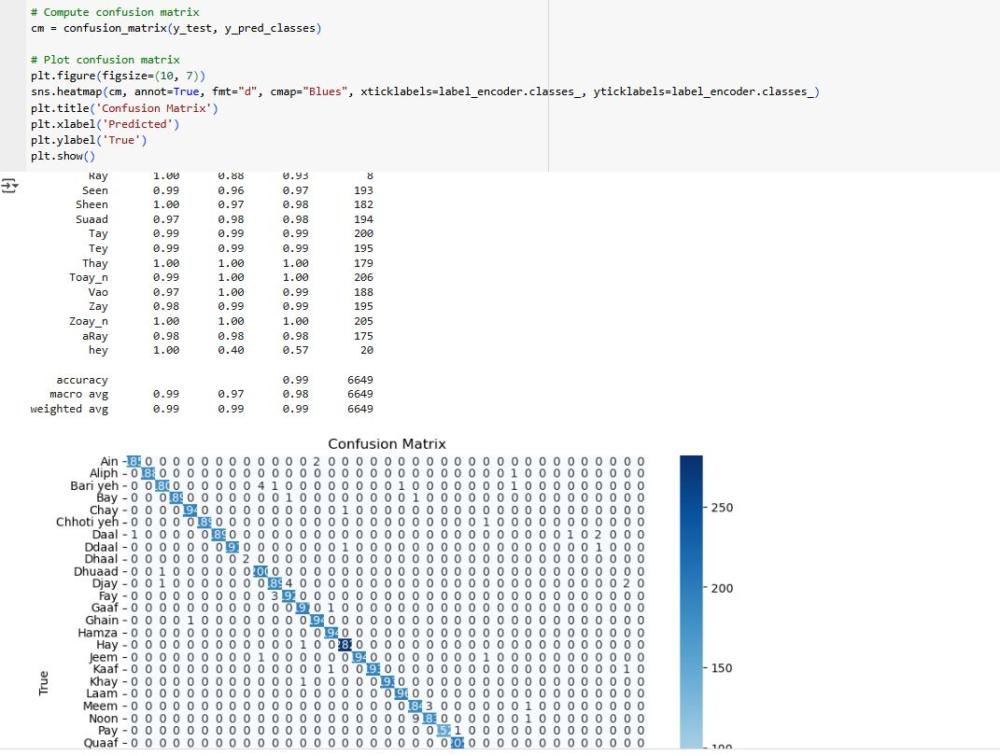 # Compute confusion matrix
cm = confusion_matrix(y_test, y_pred_classes)
# Plot confusion matrix
plt.figure(figsize=(10, 7))
sns.heatmap(cm, annot=True, fmt="d", cmap="Blues", xticklabels=label_encoder.classes_, yticklabels=label_encoder.classes_)
plt.title('Confusion Matrix')
plt.xlabel('Predicted')
plt.ylabel('True')
plt.show()
Ray 1.00 0.88 0.93 8
Seen 0.99 0.96 0.97 193
Sheen 1.00 0.97 0.98 182
Suaad 0.97 0.98 0.98 194
Tay 0.99 0.99 0.99 200
Tey 0.99 0.99 0.99 195
Thay 1.00 1.00 1.00 179
Toay_n 0.99 1.00 1.00 206
Vao 0.97 1.00 0.99 188
Zay 0.98 0.99 0.99 195
Zoay_n 1.00 1.00 1.00 205
aRay 0.98 0.98 0.98 175
hey 1.00 0.40 0.57 20
accuracy 0.99 6649
macro avg 0.99 0.97 0.98 6649
weighted avg 0.99 0.99 0.99 6649
Confusion Matrix
Ain 0 0 0 0 0 0 0 0 0 0 0 0 2 0 0 0 0 0 0 0 0 0 0 0 0 0 0 0 0 0 0 0 0 0 0 0
Aliph 0 0 0 0 0 0 0 0 0 0 0 0 0 0 0 0 0 0 0 0 0 0 0 0 0 0 1 0 0 0 0 0 0 0 0 0
Bari yeh 0 0 0 0 0 0 0 0 4 1 0 0 0 0 0 0 0 0 1 0 0 0 0 0 0 0 1 0 0 0 0 0 0 0 0 0
Bay 0 0 0 0 0 0 0 0 0 0 1 0 0 0 0 0 0 0 0 1 0 0 0 0 0 0 0 0 0 0 0 0 0 0 0 0
Chay 0 0 0 0 0 0 0 0 0 0 0 0 0 0 1 0 0 0 0 0 0 0 0 0 0 0 0 0 0 0 0 0 0 0 0 0
Chhoti yeh 0 0 0 0 0 0 0 0 0 0 0 0 0 0 0 0 0 0 0 0 0 0 0 0 1 0 0 0 0 0 0 0 0 0 0 0
Daal 1 0 0 0 0 0 0 0 0 0 0 0 0 0 0 0 0 0 0 0 0 0 0 0 0 0 0 0 0 0 1 0 2 0 0 0
Ddaal 0 0 0 0 0 0 0 0 0 0 0 0 0 0 1 0 0 0 0 0 0 0 0 0 0 0 0 0 0 0 0 0 1 0 0 0
Dhaal 0 0 0 0 0 0 0 0 2 0 0 0 0 0 0 0 0 0 0 0 0 0 0 0 0 0 0 0 0 0 0 0 0 0 0 0 0
Dhuaad 0 0 1 0 0 0 0 0 0 0 0 0 0 0 0 0 0 0 0 0 0 0 0 0 0 0 0 0 0 0 0 0 0 0 0 0
Djay 0 0 1 0 0 0 0 0 0 0 4 0 0 0 0 0 0 0 0 0 0 0 0 0 0 0 0 0 0 0 0 0 0 0 2 0
Fay 0 0 0 0 0 0 0 0 0 0 3 0 0 0 0 0 0 0 0 0 0 0 0 0 0 0 0 0 0 0 0 0 0 0 0 0
Gaaf 0 0 0 0 0 0 0 0 0 0 0 0 0 1 0 0 0 0 0 0 0 0 0 0 0 0 0 0 0 0 0 0 0 0 0 0
Ghain 0 0 0 0 1 0 0 0 0 0 0 0 0 0 0 0 0 0 0 0 0 0 0 0 0 0 0 0 0 0 0 0 0 0 0 0
Hamza 0 0 0 0 0 0 0 0 0 0 0 0 0 0 0 0 0 0 0 0 0 0 0 0 0 0 0 0 0 0 0 0 0 0 0 0
Hay 0 0 0 0 0 0 0 0 0 0 0 0 1 0 0 0 0 0 0 0 0 0 0 0 0 0 0 0 0 0 0 0 0 0 0 0
Jeem 0 0 0 0 0 0 0 0 0 1 0 0 0 0 0 0 0 0 0 0 0 0 0 0 1 0 0 0 0 0 0 0 0 0 0 0
Kaaf 0 0 0 0 0 0 0 0 0 0 0 0 0 0 1 0 0 0 0 0 0 0 0 0 0 0 0 0 0 0 0 0 0 0 1 0
Khay 0 0 0 0 0 0 0 0 0 0 0 0 1 0 0 0 0 0 0 0 0 0 0 0 0 0 0 0 0 0 0 0 0 0 0 0
Laam 0 0 0 0 0 0 0 0 0 0 0 0 0 0 0 0 0 0 0 0 0 0 0 0 0 0 0 0 0 0 0 0 0 0 0 0
Meem 0 0 0 0 0 0 0 0 0 0 0 0 0 0 0 0 0 0 0 0 3 0 0 0 0 0 0 1 0 0 0 0 0 0 0 0
Noon 0 0 0 0 0 0 0 0 0 0 0 0 0 0 0 0 0 0 0 0 9 0 0 0 0 0 0 1 0 0 0 0 0 0 0 0
Pay 0 0 0 0 0 0 0 0 0 0 0 0 0 0 0 0 0 0 0 0 0 0 1 0 0 0 0 0 0 0 0 0 0 0 0 0
Quaaf 0 0 0 0 0 0 0 0 0 0 0 0 0 0 0 0 0 0 0 0 0 0 0 0 0 0 0 0 0 0 0 0 0 0 0 0
True
250
200
150
100